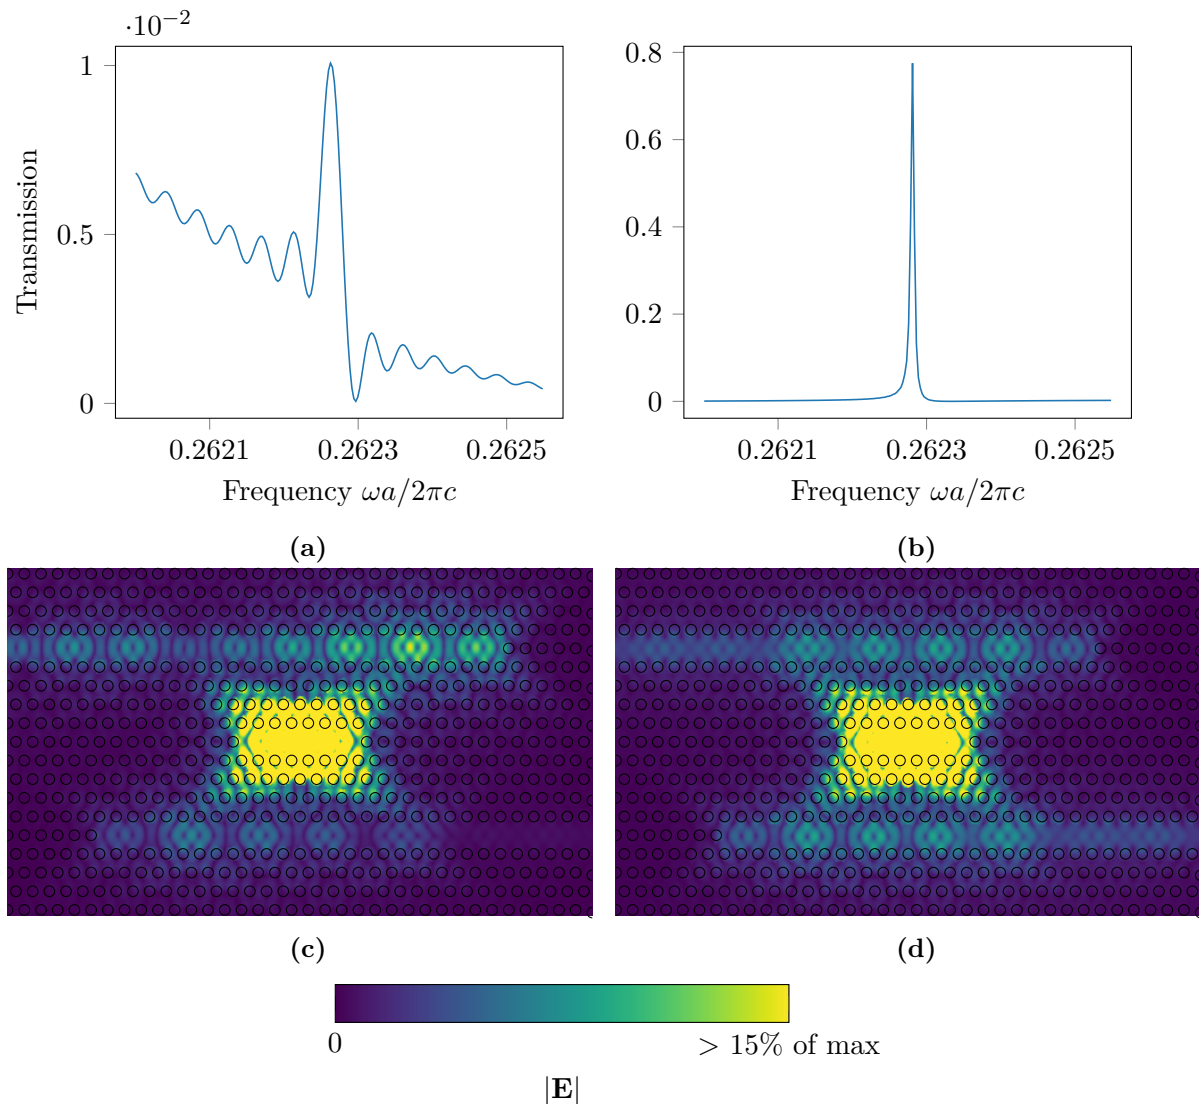 ·10⁻²
1
0.5
0
Transmission
0.2621 0.2623 0.2625
Frequency ωa/2πc
(a)
0.8
0.6
0.4
0.2
0
0.2621 0.2623 0.2625
Frequency ωa/2πc
(b)
(c)
(d)
0 > 15% of max
|E|